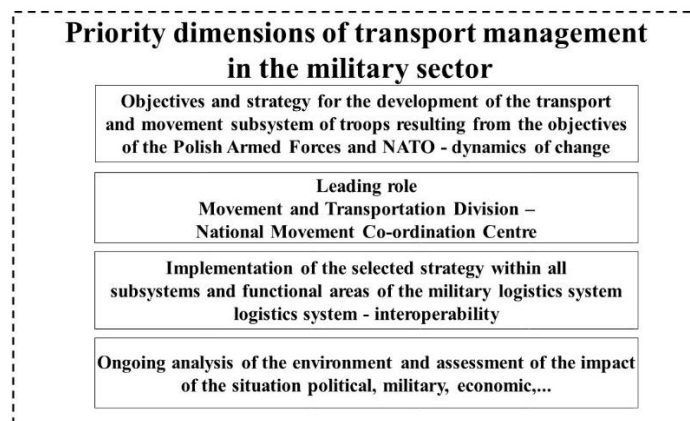 Priority dimensions of transport management
in the military sector
Objectives and strategy for the development of the transport
and movement subsystem of troops resulting from the objectives
of the Polish Armed Forces and NATO - dynamics of change
Leading role
Movement and Transportation Division –
National Movement Co-ordination Centre
Implementation of the selected strategy within all
subsystems and functional areas of the military logistics system
logistics system - interoperability
Ongoing analysis of the environment and assessment of the impact
of the situation political, military, economic,...